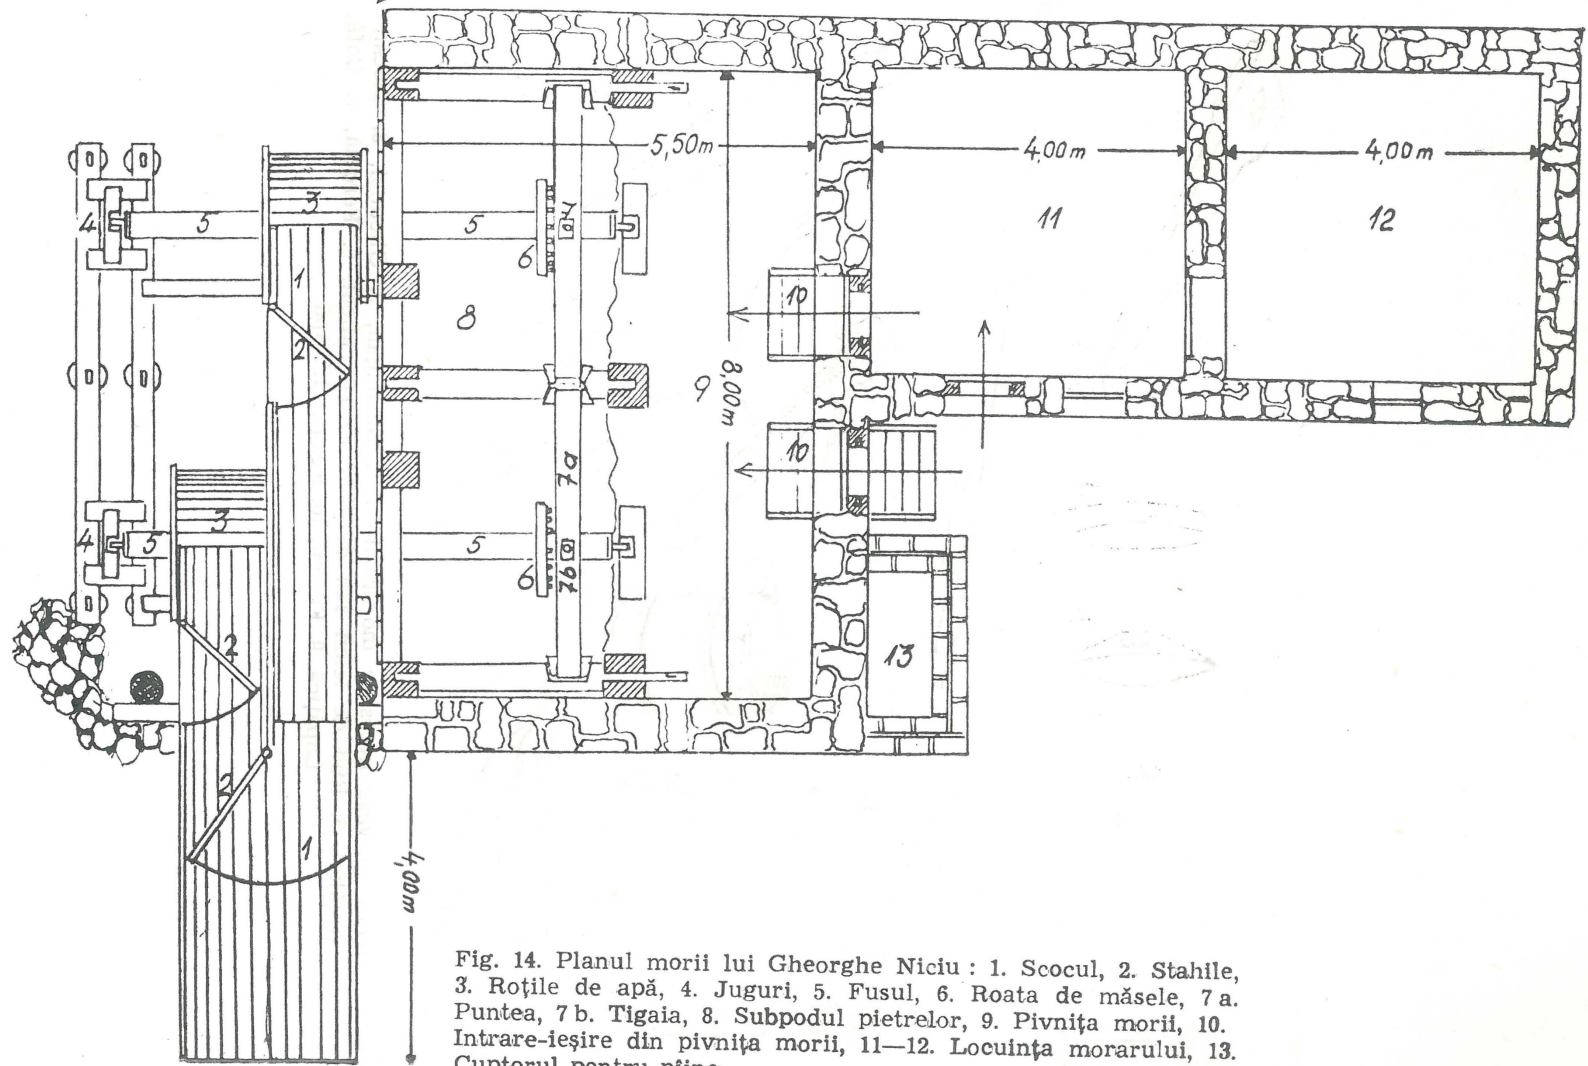 5,50m
4,00m
4,00m
3
4
5
5
7
11
12
6
1
10
8
2
9
8,00m
10
7a
3
4
5
5
6
7b
2
13
2
1
4,00m
Fig. 14. Planul morii lui Gheorghe Niciu : 1. Scocul, 2. Stahile,
3. Roțile de apă, 4. Juguri, 5. Fusul, 6. Roata de măsele, 7 a.
Puntea, 7 b. Tigaia, 8. Subpodul pietrelor, 9. Pivnița morii, 10.
Intrare-ieșire din pivnița morii, 11—12. Locuința morarului, 13.
Cuptorul pentru pîine